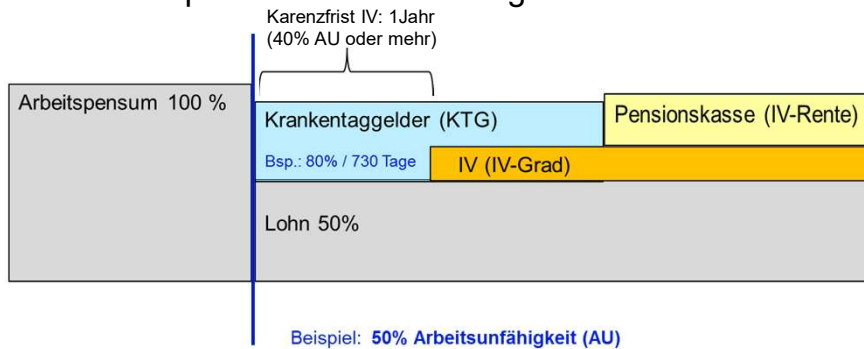 Karenzfrist IV: 1Jahr
(40% AU oder mehr)
Arbeitspensum 100 %
Krankentaggelder (KTG)
Pensionskasse (IV-Rente)
Bsp.: 80% / 730 Tage
IV (IV-Grad)
Lohn 50%
Beispiel: 50% Arbeitsunfähigkeit (AU)